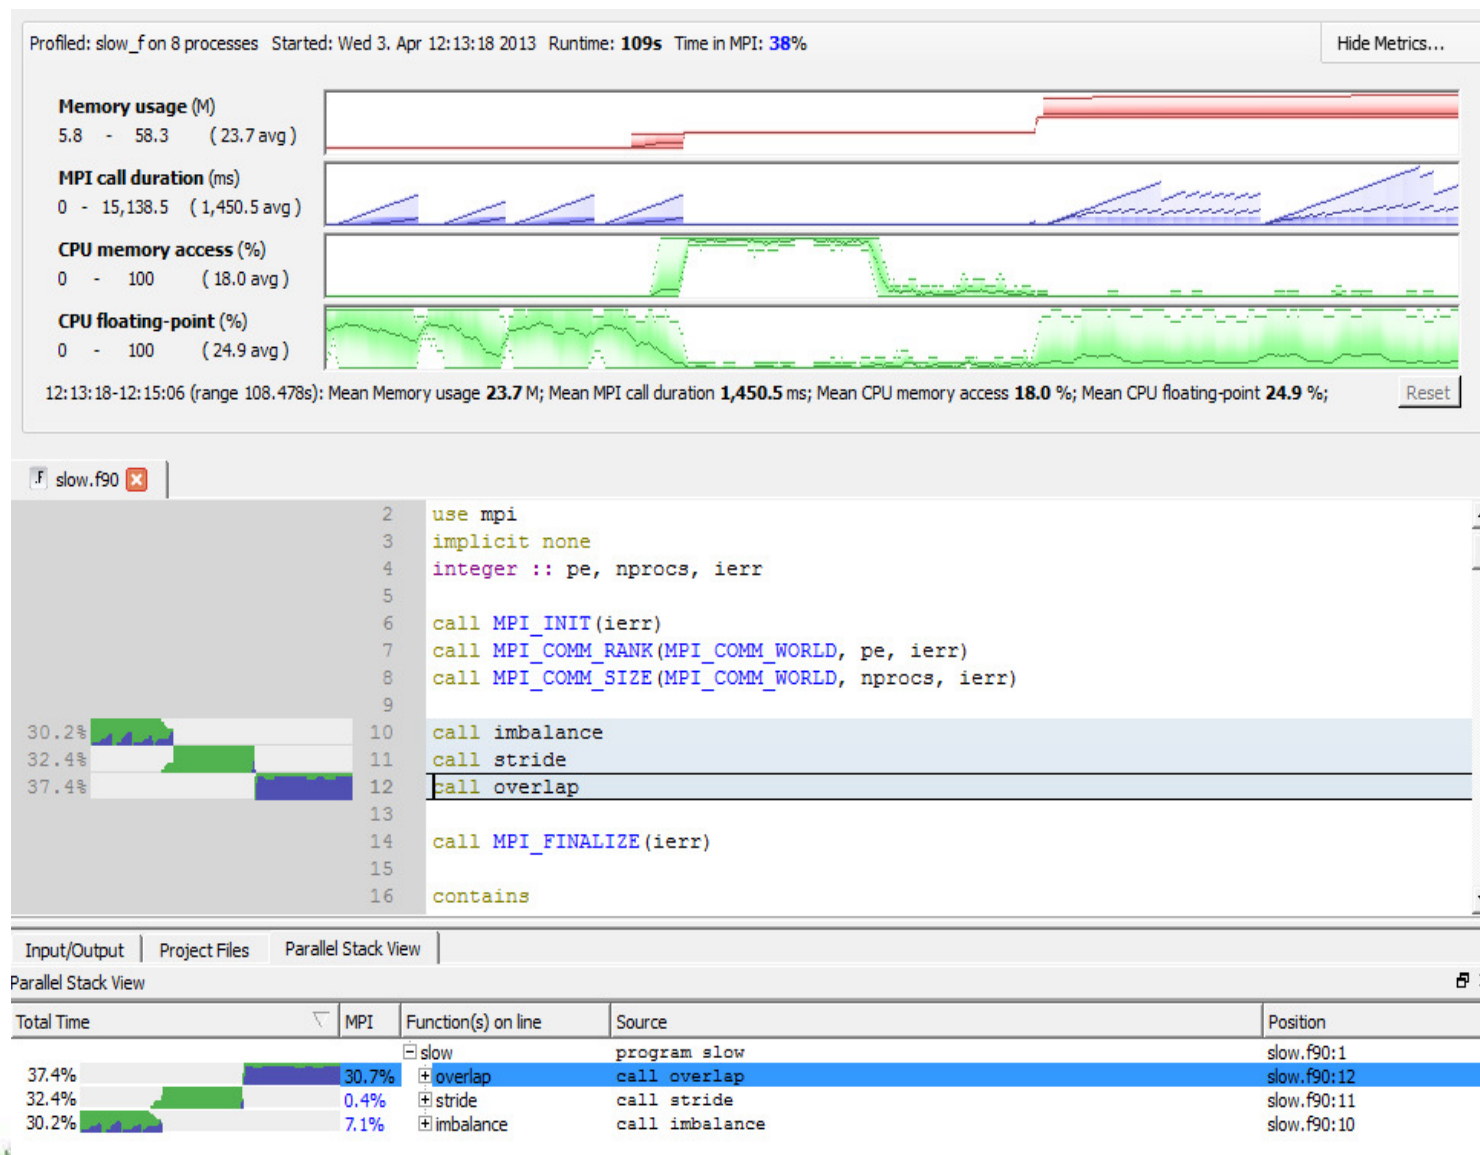 Profiled: slow_f on 8 processes Started: Wed 3. Apr 12:13:18 2013 Runtime: 109s Time in MPI: 38% Hide Metrics...
Memory usage (M)
5.8 - 58.3 ( 23.7 avg )
MPI call duration (ms)
0 - 15,138.5 ( 1,450.5 avg )
CPU memory access (%)
0 - 100 ( 18.0 avg )
CPU floating-point (%)
0 - 100 ( 24.9 avg )
12:13:18-12:15:06 (range 108.478s): Mean Memory usage 23.7 M; Mean MPI call duration 1,450.5 ms; Mean CPU memory access 18.0 %; Mean CPU floating-point 24.9 %; Reset
.F slow.f90
2 use mpi
3 implicit none
4 integer :: pe, nprocs, ierr
5
6 call MPI_INIT(ierr)
7 call MPI_COMM_RANK(MPI_COMM_WORLD, pe, ierr)
8 call MPI_COMM_SIZE(MPI_COMM_WORLD, nprocs, ierr)
9
30.2% 10 call imbalance
32.4% 11 call stride
37.4% 12 call overlap
13
14 call MPI_FINALIZE(ierr)
15
16 contains
Input/Output Project Files Parallel Stack View
Parallel Stack View
Total Time MPI Function(s) on line Source Position
slow program slow slow.f90:1
37.4% 30.7% overlap call overlap slow.f90:12
32.4% 0.4% stride call stride slow.f90:11
30.2% 7.1% imbalance call imbalance slow.f90:10